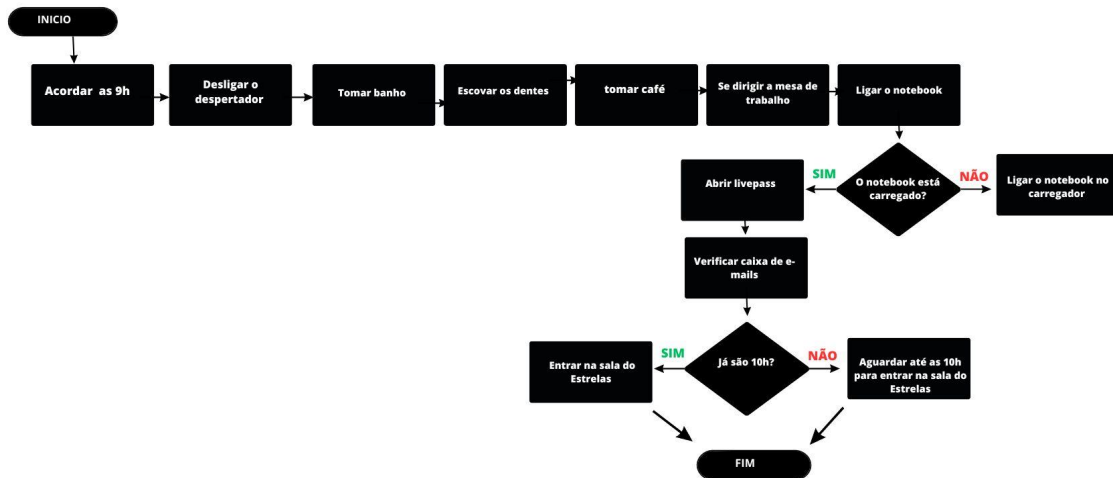 INICIO
Acordar as 9h
Desligar o
despertador
Tomar banho
Escovar os dentes
tomar café
Se dirigir a mesa de
trabalho
Ligar o notebook
O notebook está
carregado?
NÃO
Ligar o notebook no
carregador
SIM
Abrir livepass
Verificar caixa de e-
mails
Já são 10h?
SIM
Entrar na sala do
Estrelas
NÃO
Aguardar até as 10h
para entrar na sala do
Estrelas
FIM